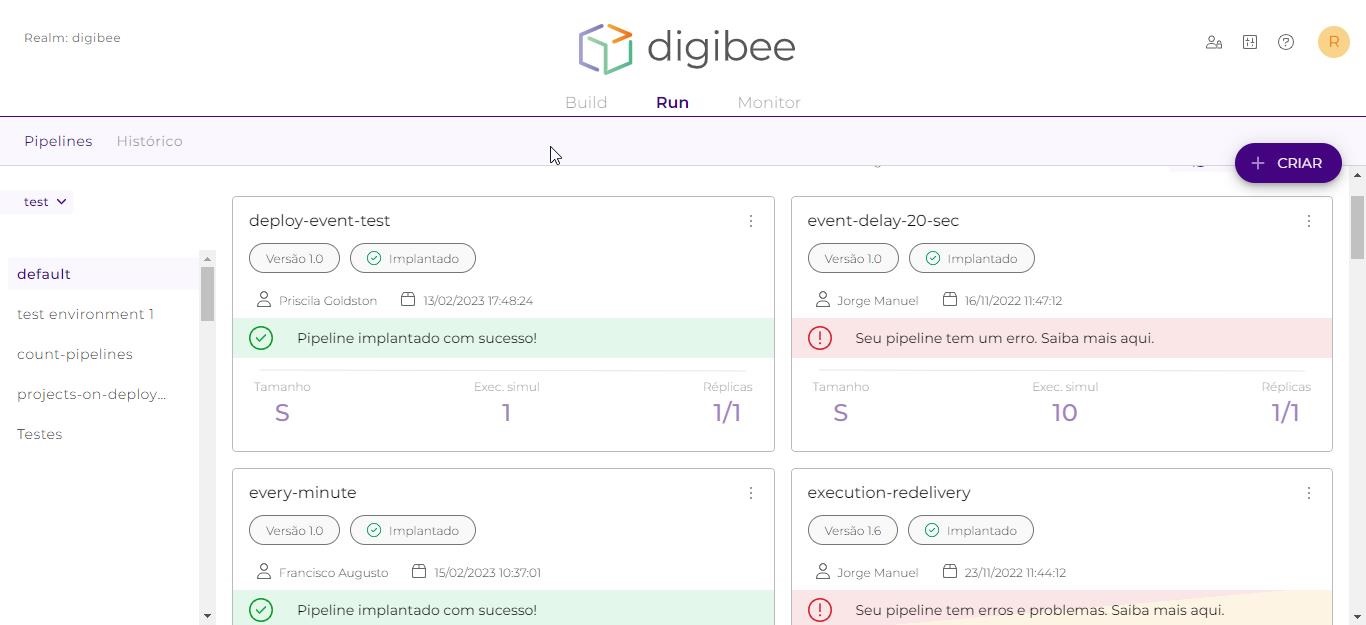 Realm: digibee
digibee
R
Build Run Monitor
Pipelines Histórico
+ CRIAR
test
default
test environment 1
count-pipelines
projects-on-deploy...
Testes
deploy-event-test
Versão 1.0 Implantado
Priscila Goldston 13/02/2023 17:48:24
Pipeline implantado com sucesso!
Tamanho Exec. simul Réplicas
S 1 1/1
event-delay-20-sec
Versão 1.0 Implantado
Jorge Manuel 16/11/2022 11:47:12
Seu pipeline tem um erro. Saiba mais aqui.
Tamanho Exec. simul Réplicas
S 10 1/1
every-minute
Versão 1.0 Implantado
Francisco Augusto 15/02/2023 10:37:01
Pipeline implantado com sucesso!
execution-redelivery
Versão 1.6 Implantado
Jorge Manuel 23/11/2022 11:44:12
Seu pipeline tem erros e problemas. Saiba mais aqui.